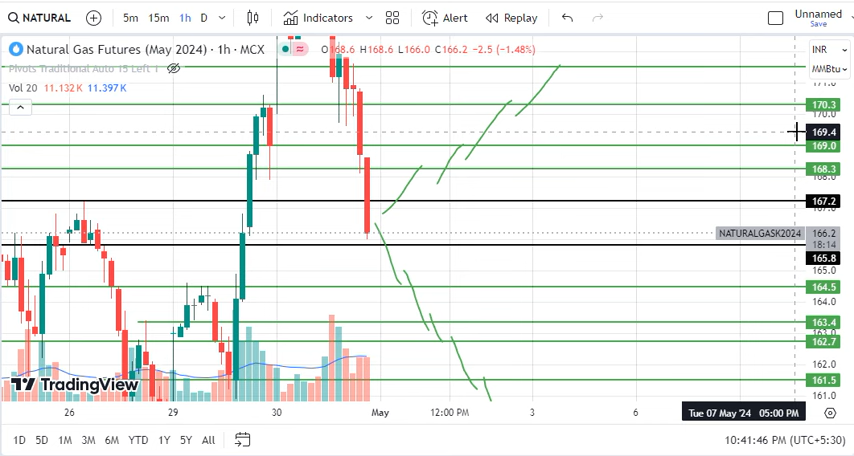 NATURAL 5m 15m 1h D Indicators Alert Replay Unnamed
Save
Natural Gas Futures (May 2024) · 1h · MCX O168.6 H168.6 L166.0 C166.2 -2.5 (-1.48%) INR
Pivots Traditional Auto 15 Left 1 MMBtu
Vol 20 11.132K 11.397K
170.3
170.0
169.4
169.0
168.3
168.0
167.2
NATURALGASK2024 166.2
18:14
165.8
165.0
164.5
164.0
163.4
162.7
162.0
161.5
161.0
TradingView
26 29 30 May 12:00 PM 3 6 Tue 07 May '24 05:00 PM
1D 5D 1M 3M 6M YTD 1Y 5Y All 10:41:46 PM (UTC+5:30)